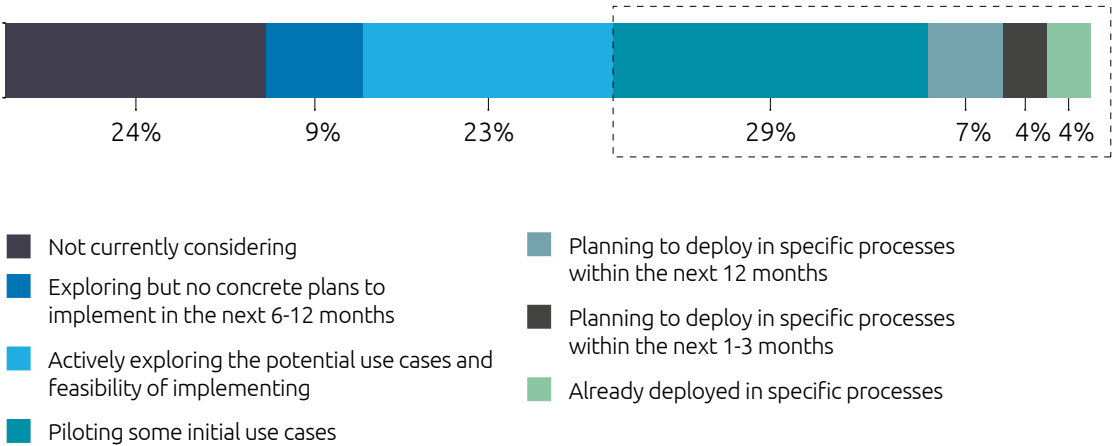 24%
9%
23%
29%
7%
4%
4%
Not currently considering
Exploring but no concrete plans to
implement in the next 6-12 months
Actively exploring the potential use cases and
feasibility of implementing
Piloting some initial use cases
Planning to deploy in specific processes
within the next 12 months
Planning to deploy in specific processes
within the next 1-3 months
Already deployed in specific processes